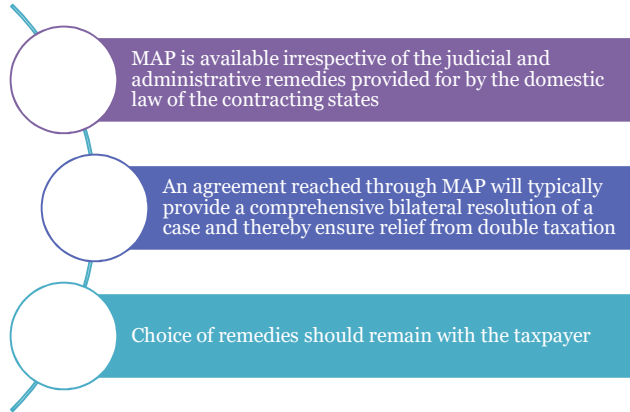 MAP is available irrespective of the judicial and
administrative remedies provided for by the domestic
law of the contracting states
An agreement reached through MAP will typically
provide a comprehensive bilateral resolution of a
case and thereby ensure relief from double taxation
Choice of remedies should remain with the taxpayer